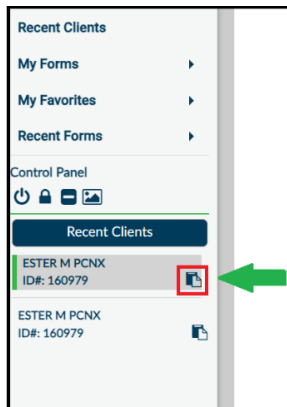 Recent Clients
My Forms
My Favorites
Recent Forms
Control Panel
Recent Clients
ESTER M PCNX
ID#: 160979
ESTER M PCNX
ID#: 160979